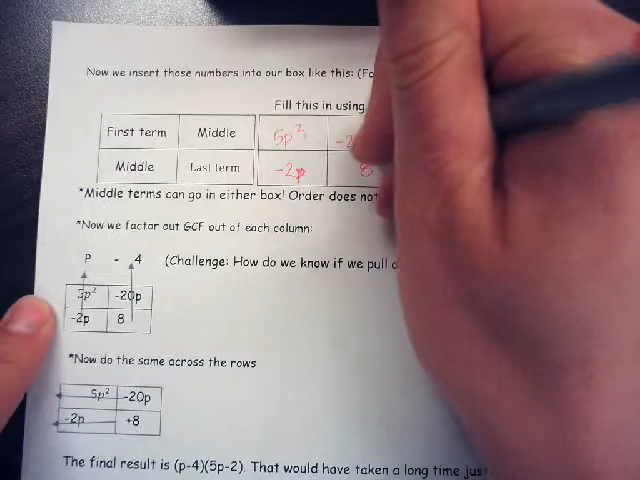 Now we insert those numbers into our box like this: (Fo
Fill this in using
First term Middle 5p² -2
Middle Last term -2p 8
*Middle terms can go in either box! Order does not
*Now we factor out GCF out of each column:
P - 4 (Challenge: How do we know if we pull
5p² -20p
-2p 8
*Now do the same across the rows
5p² -20p
-2p +8
The final result is (p-4)(5p-2). That would have taken a long time jus